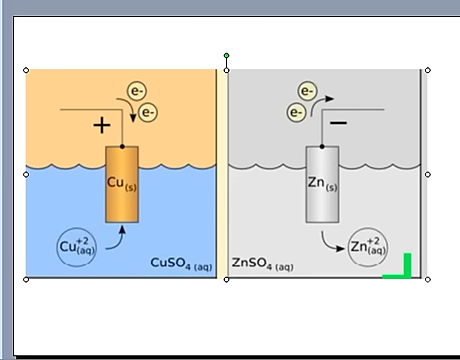 e-
e-
+
Cu(s)
Cu+2(aq)
CuSO4 (aq)
e-
e-
−
Zn(s)
Zn+2(aq)
ZnSO4 (aq)